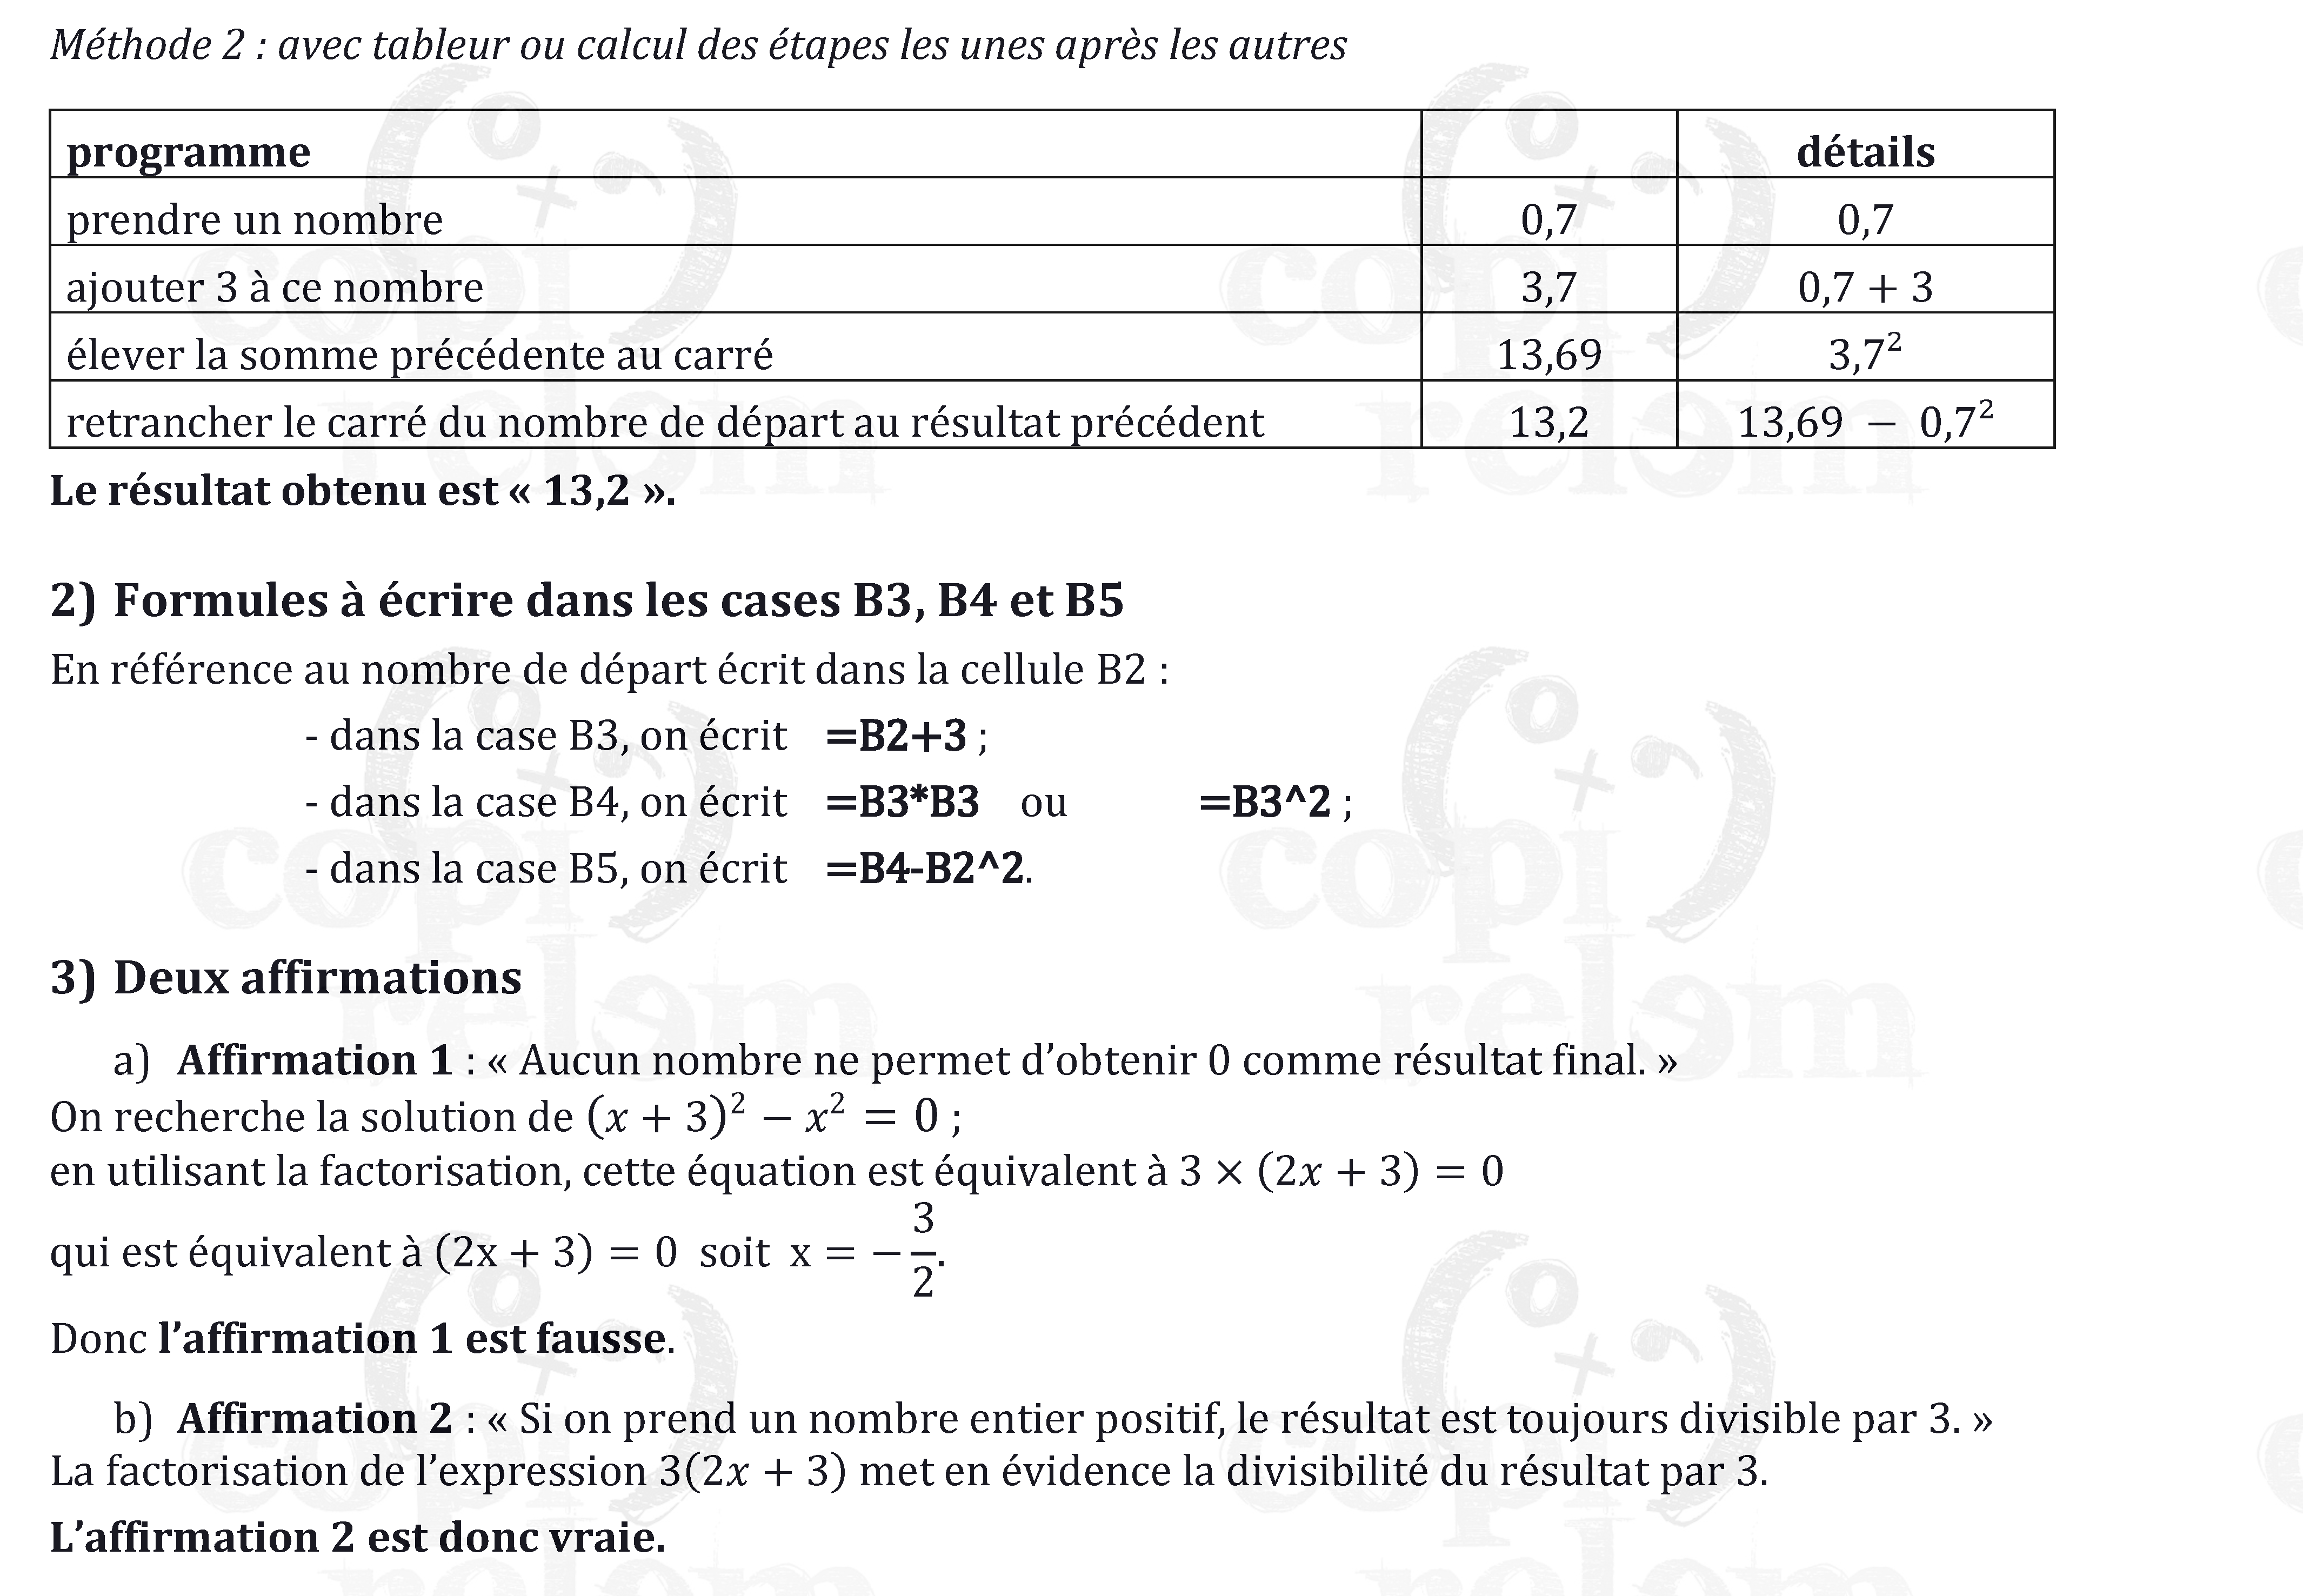 Méthode 2 : avec tableur ou calcul des étapes les unes après les autres
programme détails
prendre un nombre 0,7 0,7
ajouter 3 à ce nombre 3,7 0,7 + 3
élever la somme précédente au carré 13,69 3,7²
retrancher le carré du nombre de départ au résultat précédent 13,2 13,69 − 0,7²
Le résultat obtenu est « 13,2 ».
2) Formules à écrire dans les cases B3, B4 et B5
En référence au nombre de départ écrit dans la cellule B2 :
- dans la case B3, on écrit =B2+3 ;
- dans la case B4, on écrit =B3*B3 ou =B3^2 ;
- dans la case B5, on écrit =B4-B2^2.
3) Deux affirmations
a) Affirmation 1 : « Aucun nombre ne permet d’obtenir 0 comme résultat final. »
On recherche la solution de (x + 3)² − x² = 0 ;
en utilisant la factorisation, cette équation est équivalent à 3 × (2x + 3) = 0
qui est équivalent à (2x + 3) = 0 soit x = − 3/2.
Donc l’affirmation 1 est fausse.
b) Affirmation 2 : « Si on prend un nombre entier positif, le résultat est toujours divisible par 3. »
La factorisation de l’expression 3(2x + 3) met en évidence la divisibilité du résultat par 3.
L’affirmation 2 est donc vraie.